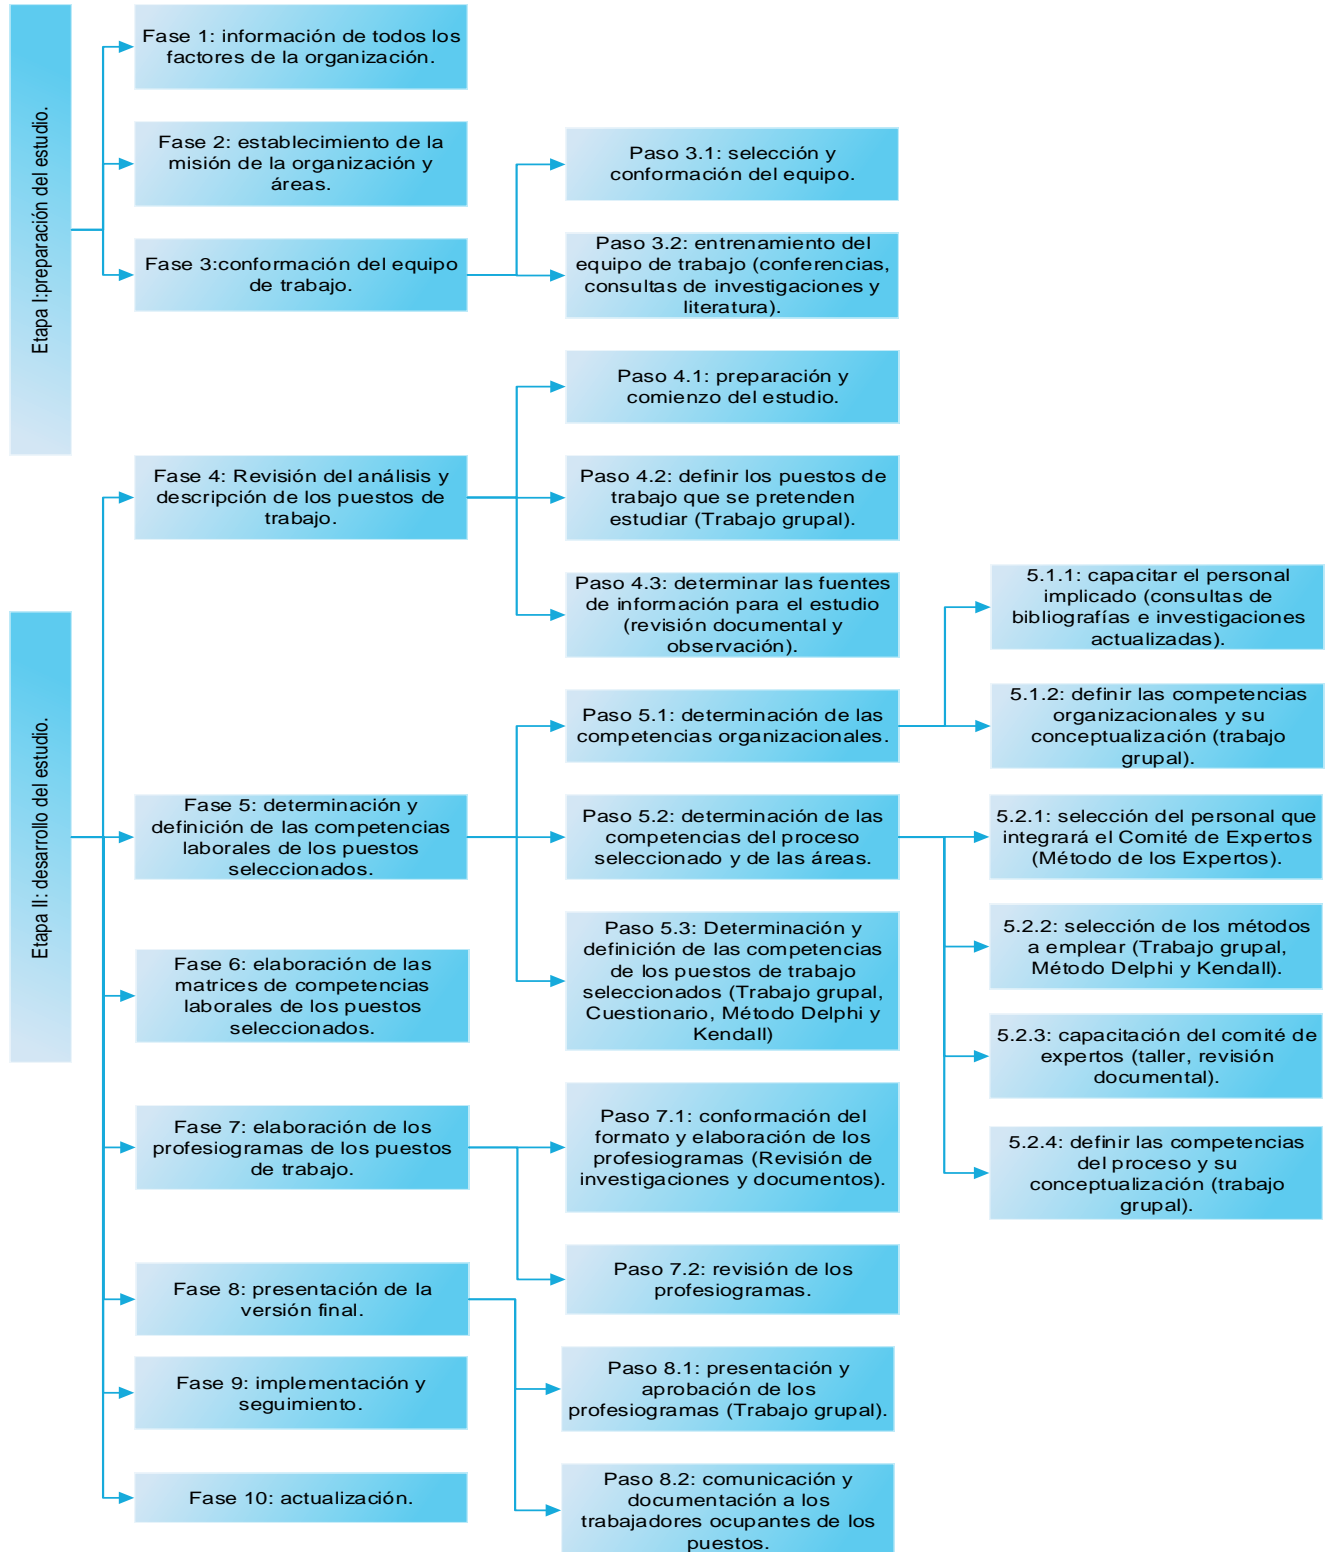 Etapa I:preparación del estudio.
Fase 1: información de todos los
factores de la organización.
Fase 2: establecimiento de la
misión de la organización y
áreas.
Fase 3:conformación del equipo
de trabajo.
Paso 3.1: selección y
conformación del equipo.
Paso 3.2: entrenamiento del
equipo de trabajo (conferencias,
consultas de investigaciones y
literatura).
Etapa II: desarrollo del estudio.
Fase 4: Revisión del análisis y
descripción de los puestos de
trabajo.
Paso 4.1: preparación y
comienzo del estudio.
Paso 4.2: definir los puestos de
trabajo que se pretenden
estudiar (Trabajo grupal).
Paso 4.3: determinar las fuentes
de información para el estudio
(revisión documental y
observación).
Fase 5: determinación y
definición de las competencias
laborales de los puestos
seleccionados.
Paso 5.1: determinación de las
competencias organizacionales.
5.1.1: capacitar el personal
implicado (consultas de
bibliografías e investigaciones
actualizadas).
5.1.2: definir las competencias
organizacionales y su
conceptualización (trabajo
grupal).
Paso 5.2: determinación de las
competencias del proceso
seleccionado y de las áreas.
5.2.1: selección del personal que
integrará el Comité de Expertos
(Método de los Expertos).
5.2.2: selección de los métodos
a emplear (Trabajo grupal,
Método Delphi y Kendall).
5.2.3: capacitación del comité de
expertos (taller, revisión
documental).
5.2.4: definir las competencias
del proceso y su
conceptualización (trabajo
grupal).
Paso 5.3: Determinación y
definición de las competencias
de los puestos de trabajo
seleccionados (Trabajo grupal,
Cuestionario, Método Delphi y
Kendall)
Fase 6: elaboración de las
matrices de competencias
laborales de los puestos
seleccionados.
Fase 7: elaboración de los
profesiogramas de los puestos
de trabajo.
Paso 7.1: conformación del
formato y elaboración de los
profesiogramas (Revisión de
investigaciones y documentos).
Paso 7.2: revisión de los
profesiogramas.
Fase 8: presentación de la
versión final.
Paso 8.1: presentación y
aprobación de los
profesiogramas (Trabajo grupal).
Paso 8.2: comunicación y
documentación a los
trabajadores ocupantes de los
puestos.
Fase 9: implementación y
seguimiento.
Fase 10: actualización.